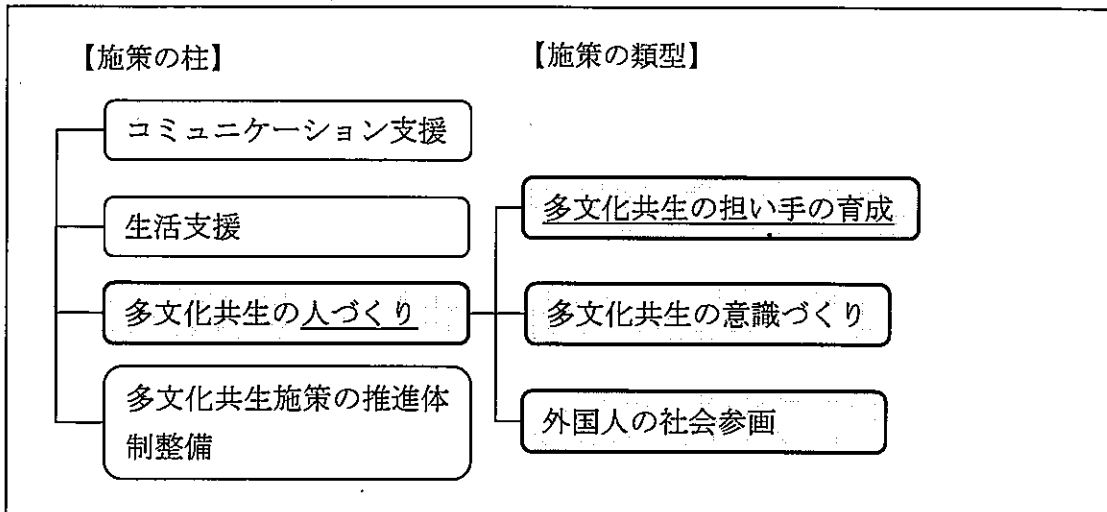 【施策の柱】
【施策の類型】
コミュニケーション支援
生活支援
多文化共生の人づくり
多文化共生施策の推進体
制整備
多文化共生の担い手の育成
多文化共生の意識づくり
外国人の社会参画